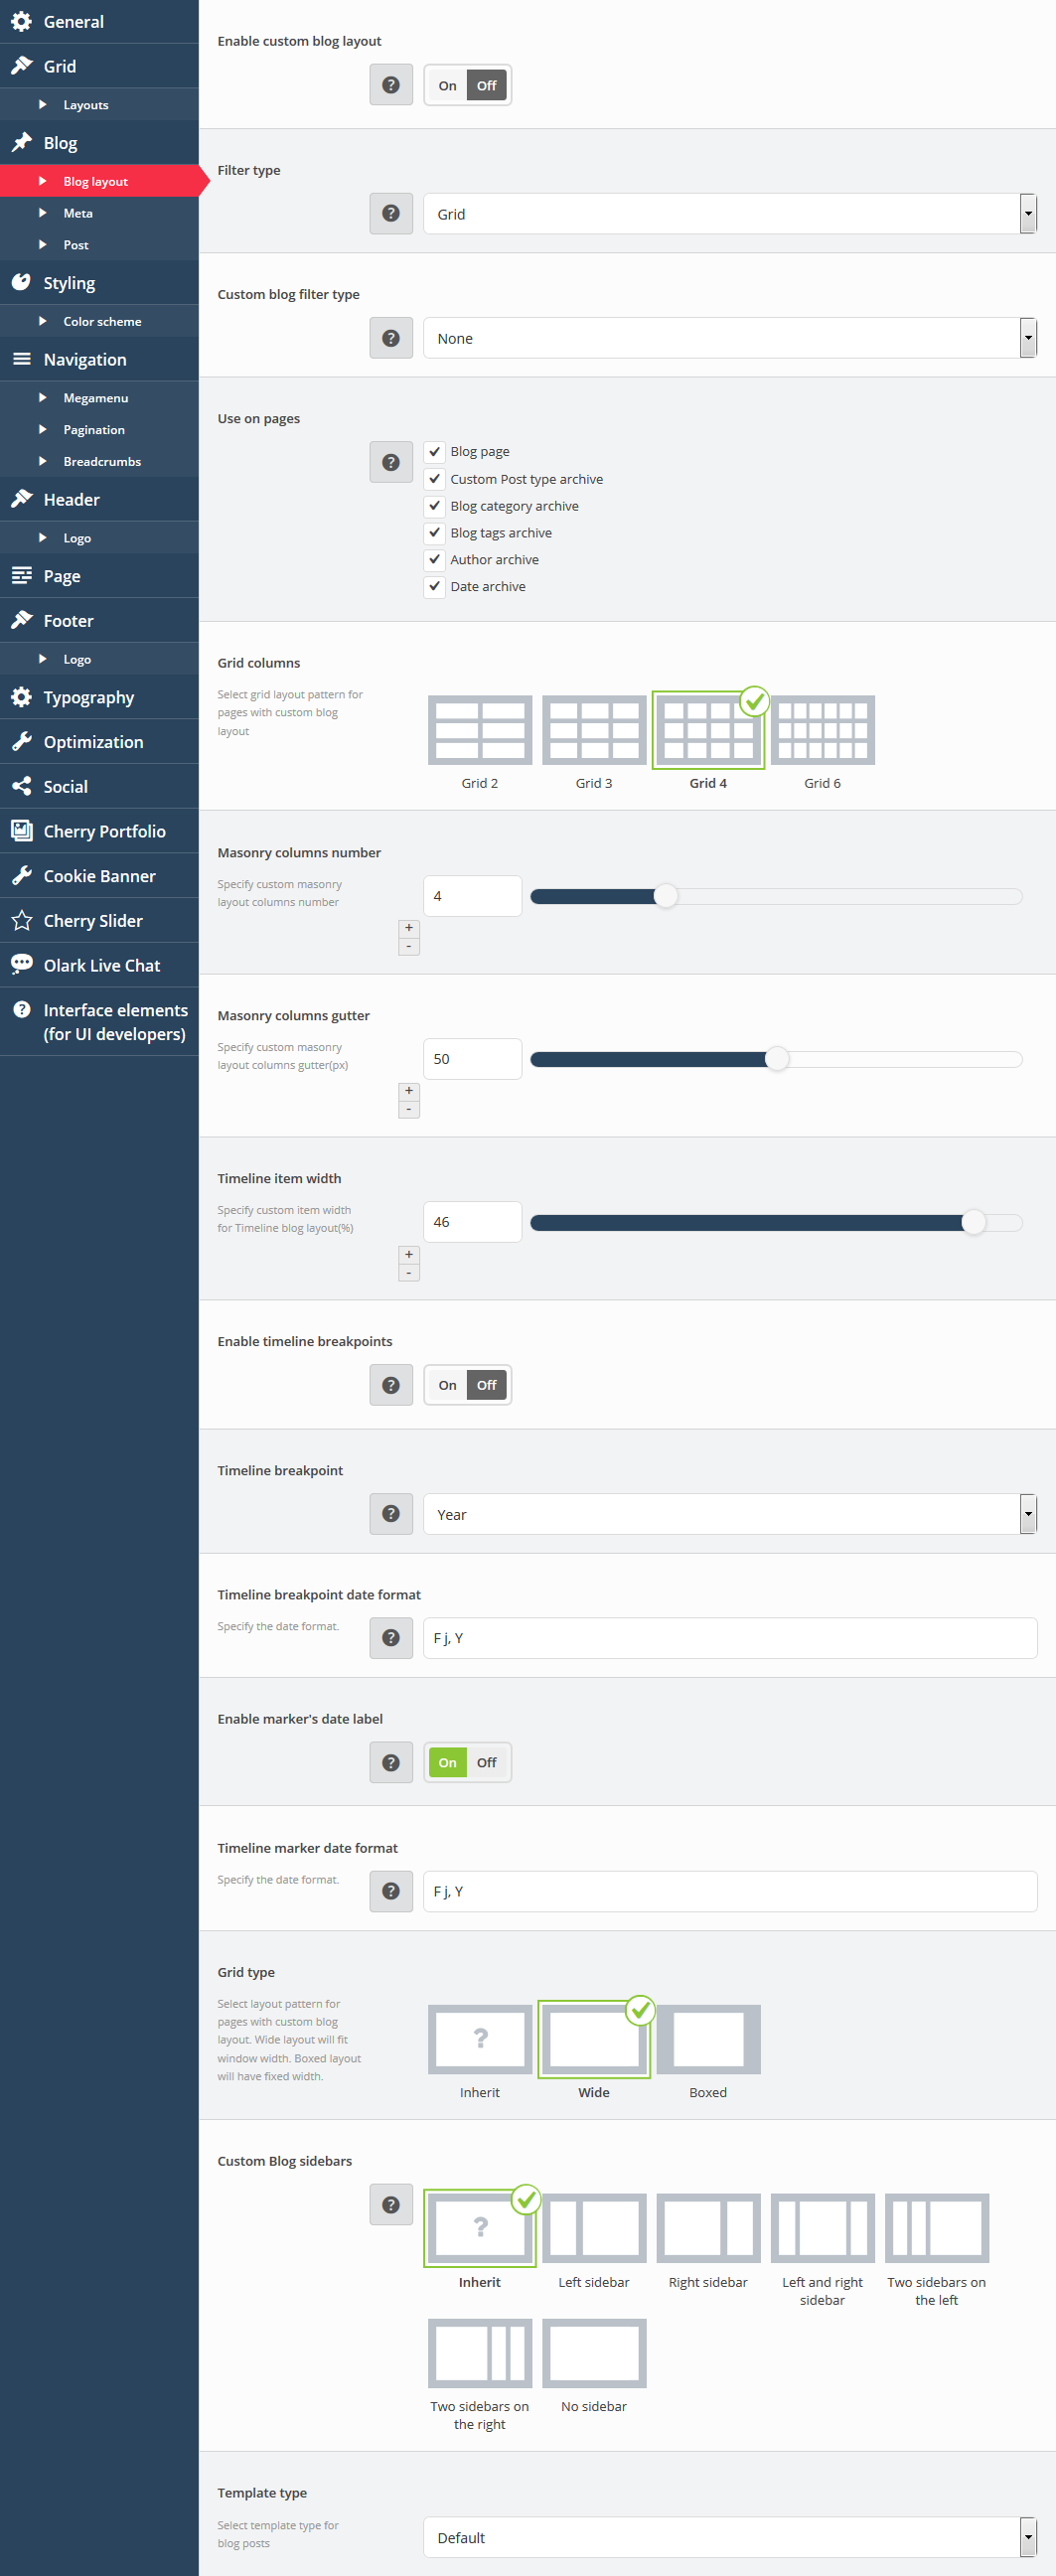 General
Grid
Layouts
Blog
Blog layout
Meta
Post
Styling
Color scheme
Navigation
Megamenu
Pagination
Breadcrumbs
Header
Logo
Page
Footer
Logo
Typography
Optimization
Social
Cherry Portfolio
Cookie Banner
Cherry Slider
Olark Live Chat
Interface elements
(for UI developers)
Enable custom blog layout
? On Off
Filter type
? Grid
Custom blog filter type
? None
Use on pages
? Blog page
Custom Post type archive
Blog category archive
Blog tags archive
Author archive
Date archive
Grid columns
Select grid layout pattern for
pages with custom blog
layout
Grid 2 Grid 3 Grid 4 Grid 6
Masonry columns number
Specify custom masonry
layout columns number
4
+
-
Masonry columns gutter
Specify custom masonry
layout columns gutter(px)
50
+
-
Timeline item width
Specify custom item width
for Timeline blog layout(%)
46
+
-
Enable timeline breakpoints
? On Off
Timeline breakpoint
? Year
Timeline breakpoint date format
Specify the date format.
? F j, Y
Enable marker's date label
? On Off
Timeline marker date format
Specify the date format.
? F j, Y
Grid type
Select layout pattern for
pages with custom blog
layout. Wide layout will fit
window width. Boxed layout
will have fixed width.
?
Inherit Wide Boxed
Custom Blog sidebars
? ?
Inherit Left sidebar Right sidebar Left and right
sidebar Two sidebars on
the left
Two sidebars on
the right No sidebar
Template type
Select template type for
blog posts
Default